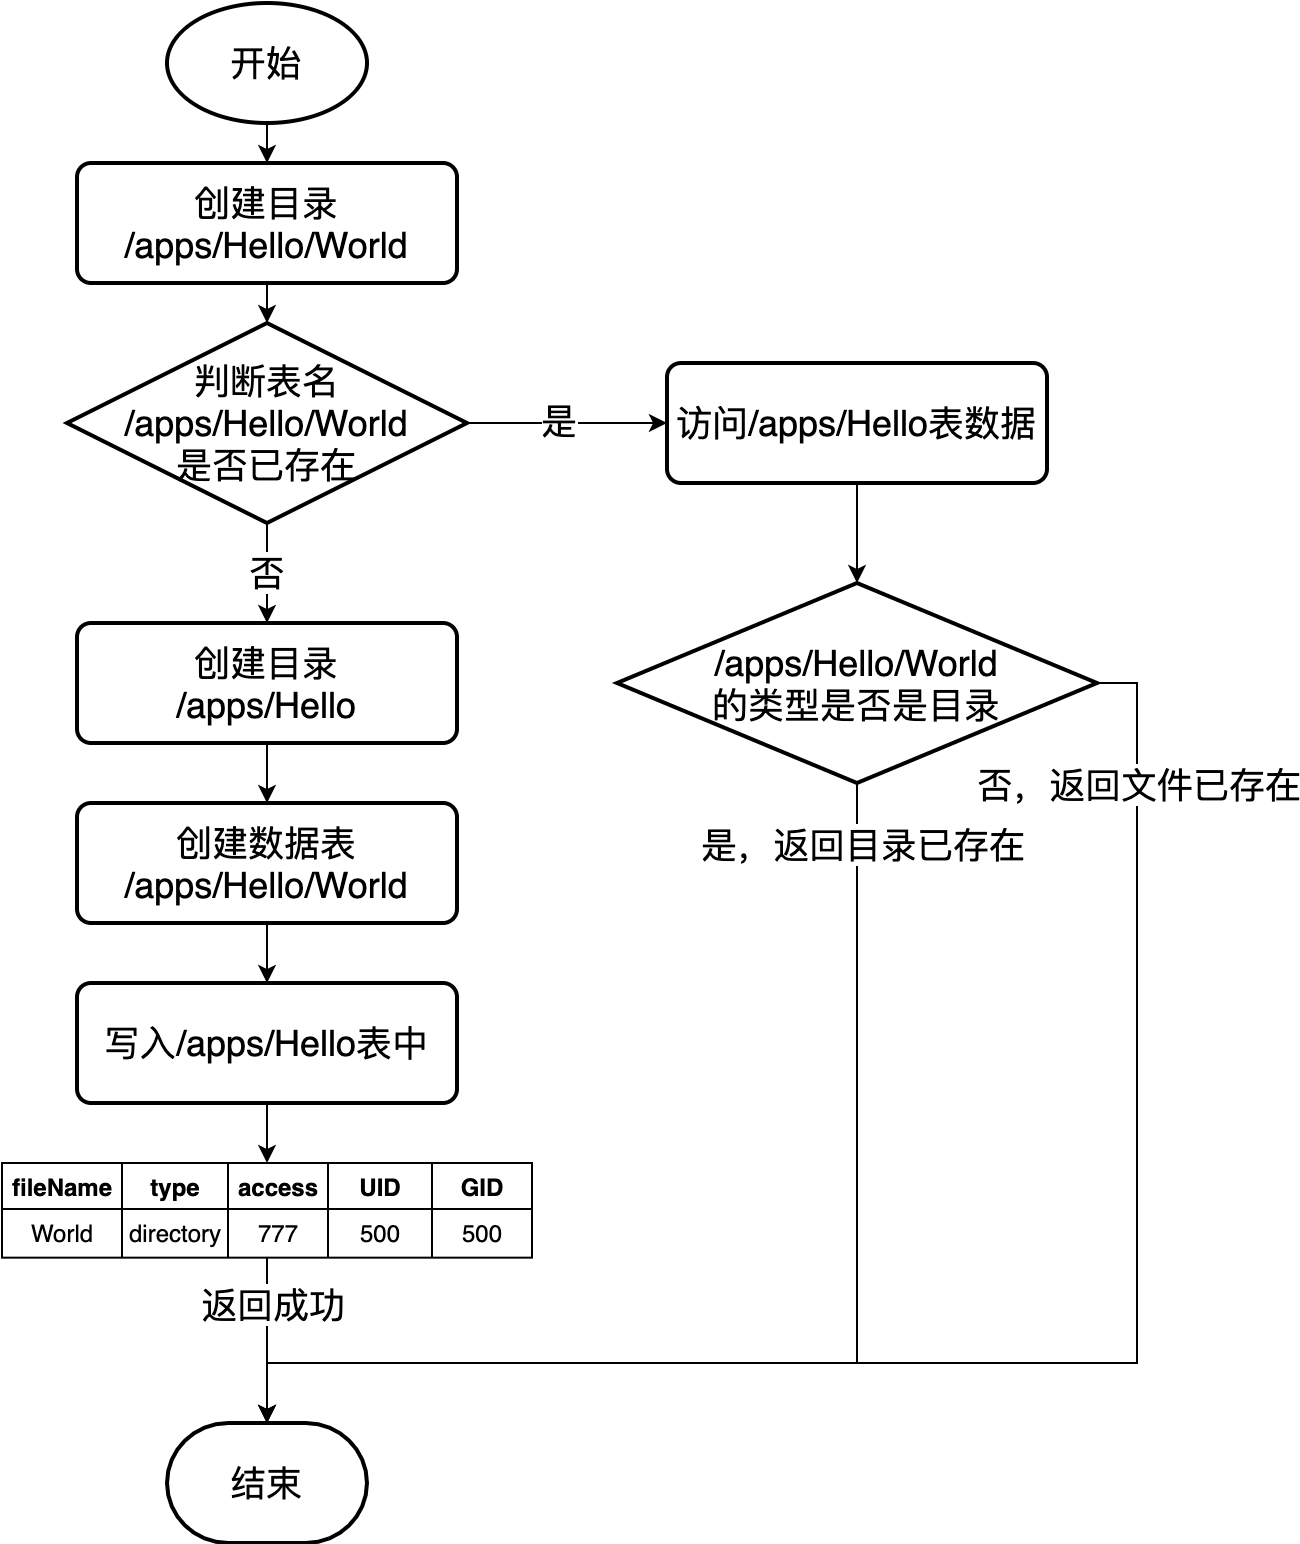 开始
创建目录
/apps/Hello/World
判断表名
/apps/Hello/World
是否已存在
是
访问/apps/Hello表数据
否
创建目录
/apps/Hello
/apps/Hello/World
的类型是否是目录
否，返回文件已存在
是，返回目录已存在
创建数据表
/apps/Hello/World
写入/apps/Hello表中
fileName type access UID GID
World directory 777 500 500
返回成功
结束